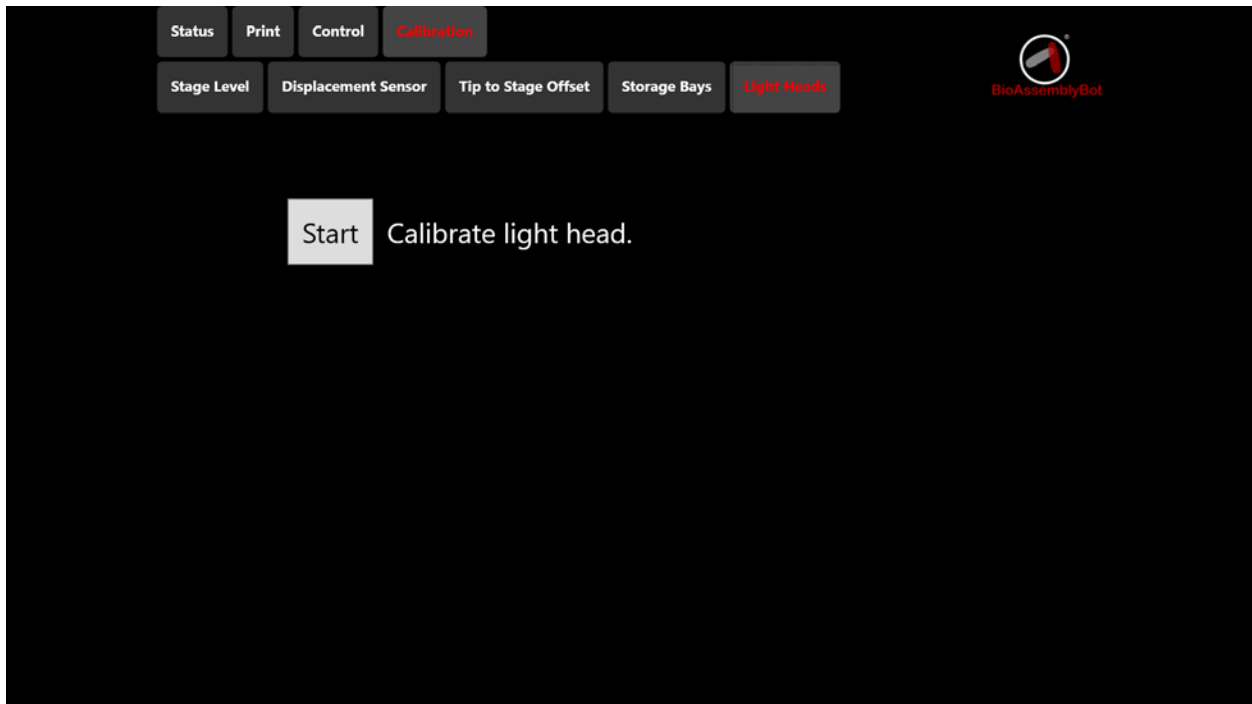 Status Print Control Calibration
Stage Level Displacement Sensor Tip to Stage Offset Storage Bays Light Heads
®
BioAssemblyBot
Start Calibrate light head.